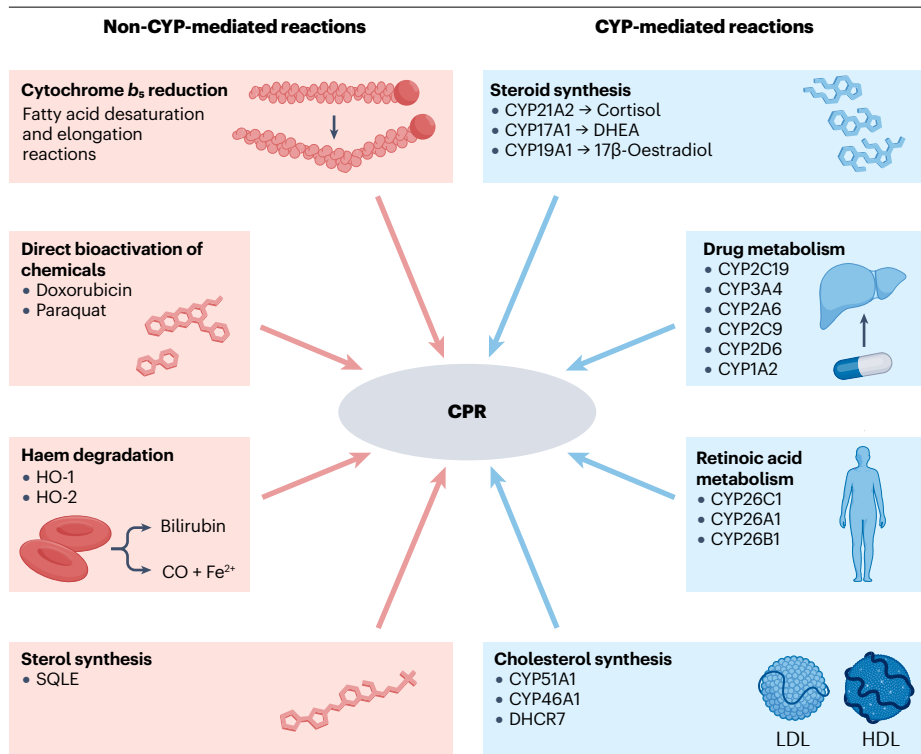 Non-CYP-mediated reactions
CYP-mediated reactions
Cytochrome b₅ reduction
Fatty acid desaturation
and elongation
reactions
Steroid synthesis
• CYP21A2 → Cortisol
• CYP17A1 → DHEA
• CYP19A1 → 17β-Oestradiol
Direct bioactivation of
chemicals
• Doxorubicin
• Paraquat
Drug metabolism
• CYP2C19
• CYP3A4
• CYP2A6
• CYP2C9
• CYP2D6
• CYP1A2
CPR
Haem degradation
• HO-1
• HO-2
Bilirubin
CO + Fe²⁺
Retinoic acid
metabolism
• CYP26C1
• CYP26A1
• CYP26B1
Sterol synthesis
• SQLE
Cholesterol synthesis
• CYP51A1
• CYP46A1
• DHCR7
LDL
HDL